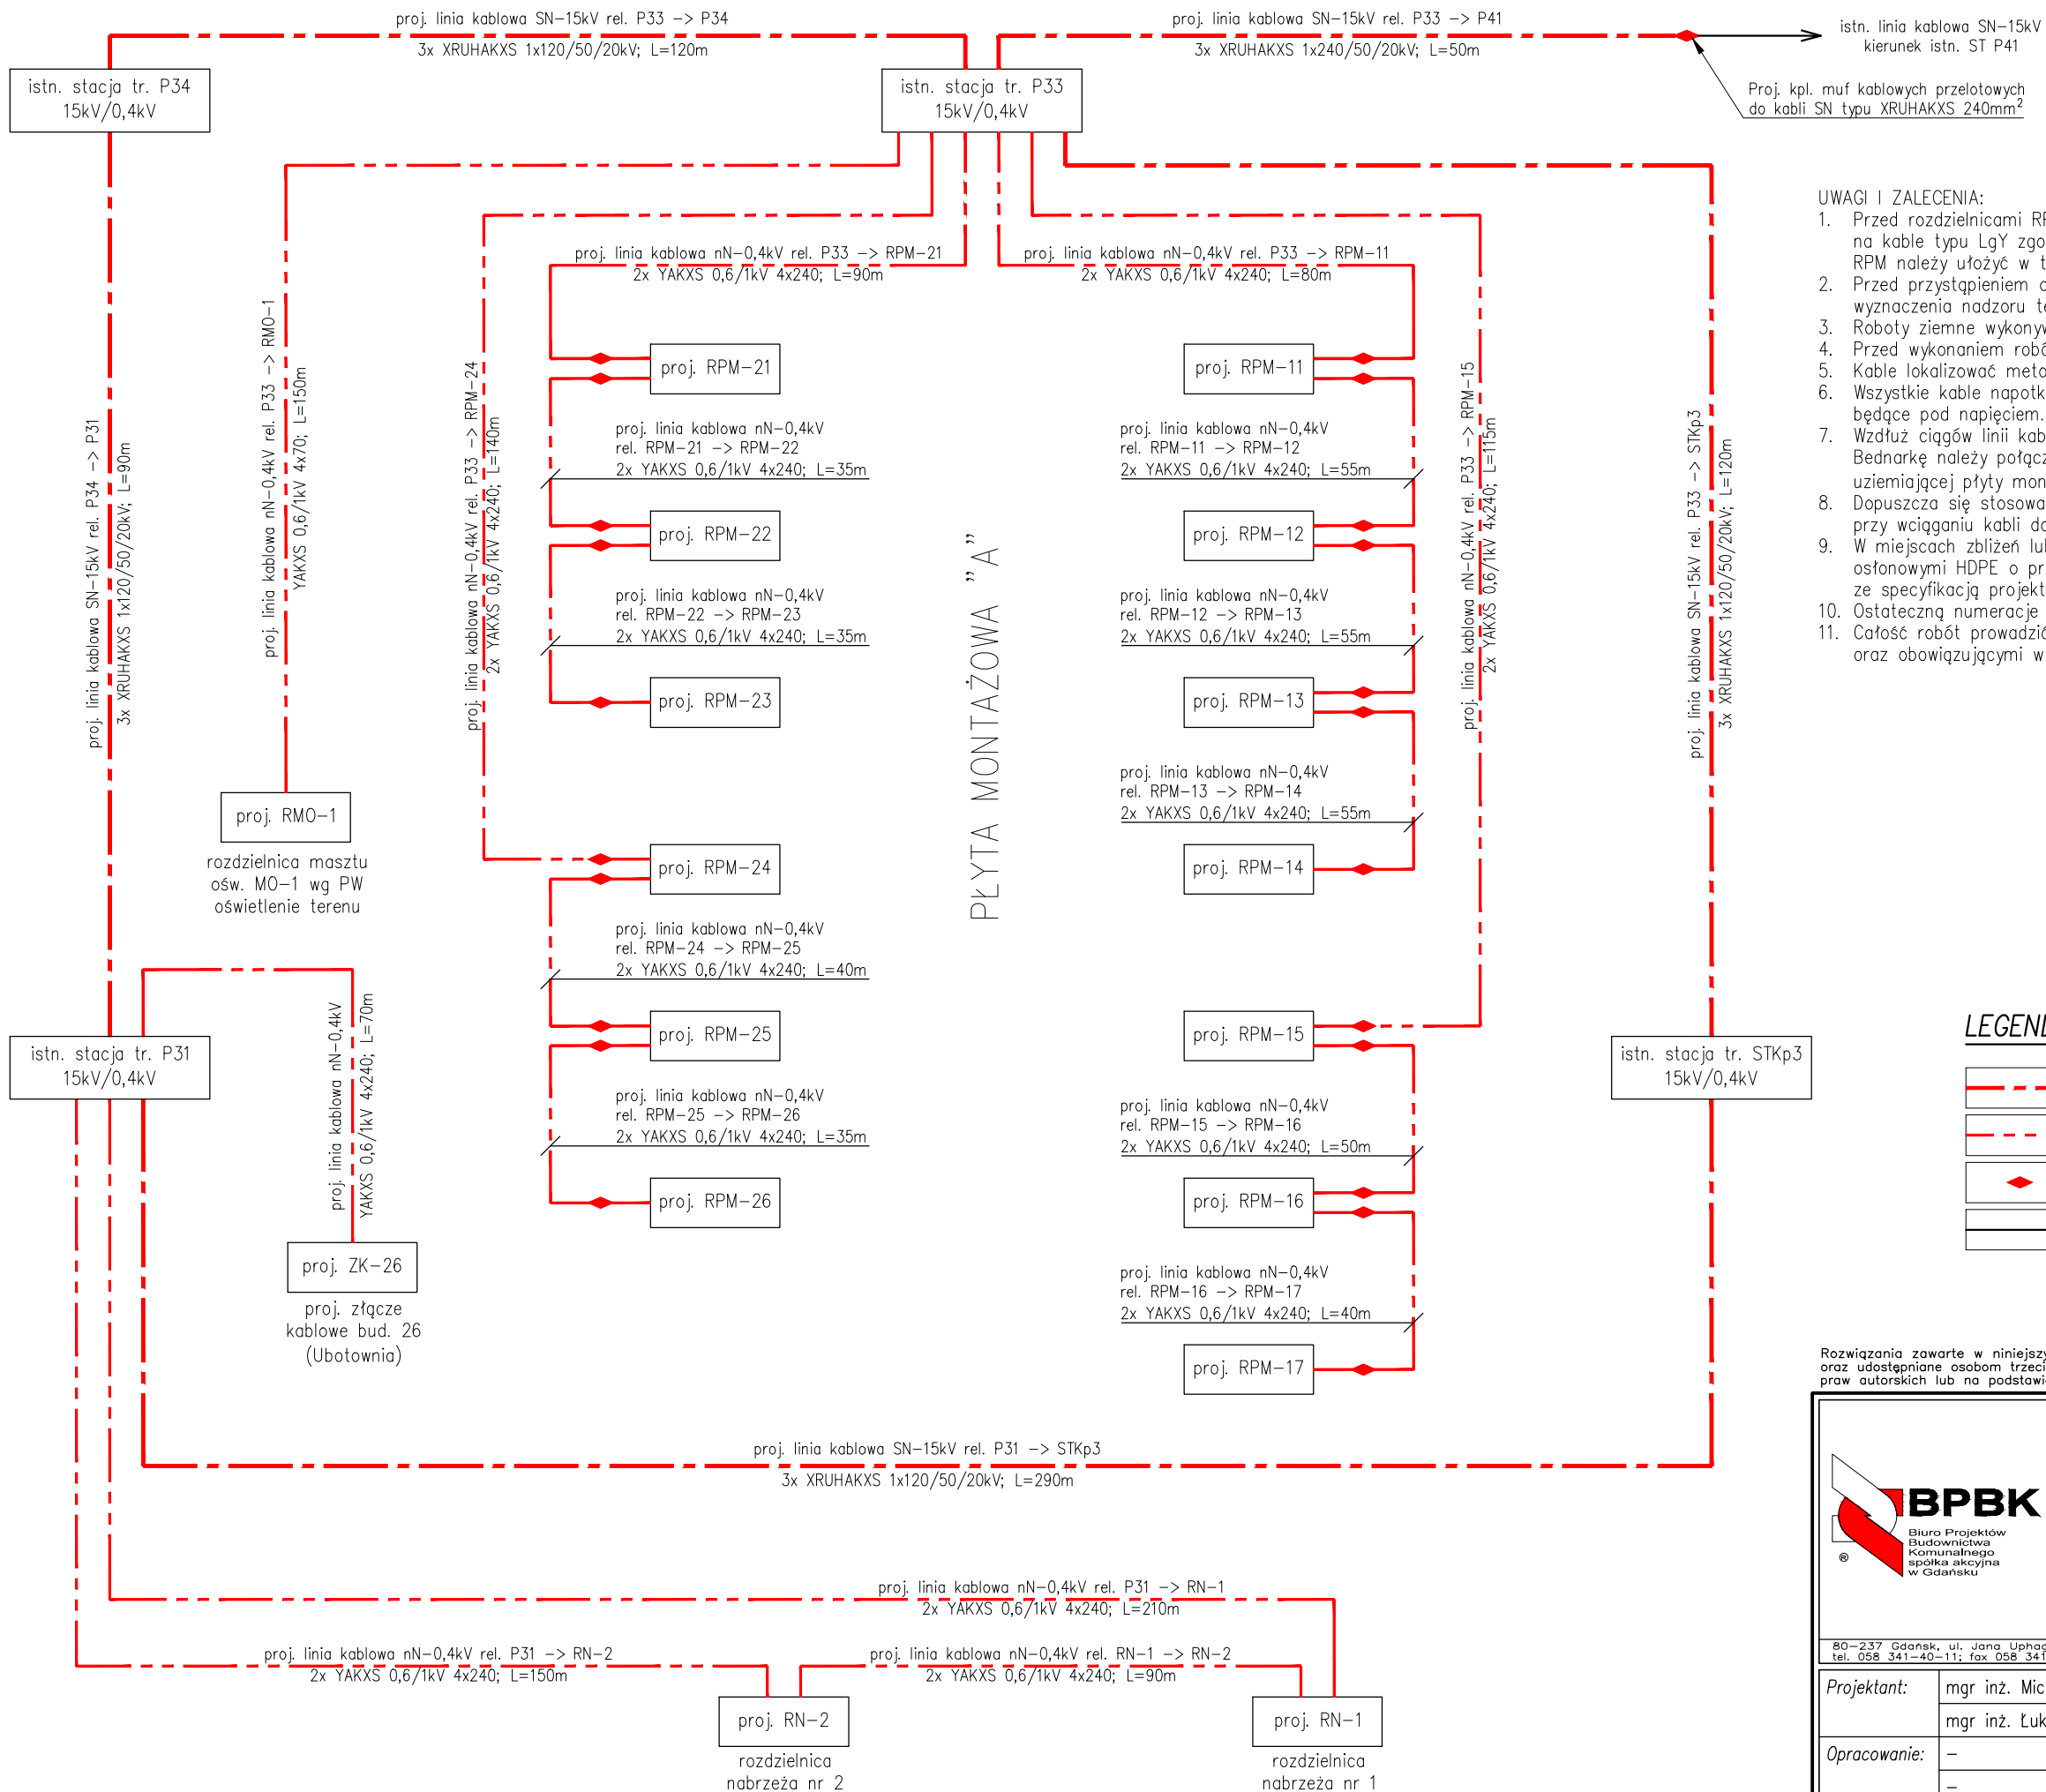 proj. linia kablowa SN-15kV rel. P33 -> P34
3x XRUHAKXS 1x120/50/20kV; L=120m
proj. linia kablowa SN-15kV rel. P33 -> P41
3x XRUHAKXS 1x240/50/20kV; L=50m
istn. linia kablowa SN-15kV
kierunek istn. ST P41
Proj. kpl. muf kablowych przelotowych
do kabli SN typu XRUHAKXS 240mm²
istn. stacja tr. P34
15kV/0,4kV
istn. stacja tr. P33
15kV/0,4kV
proj. linia kablowa nN-0,4kV rel. P33 -> RPM-21
2x YAKXS 0,6/1kV 4x240; L=90m
proj. linia kablowa nN-0,4kV rel. P33 -> RPM-11
2x YAKXS 0,6/1kV 4x240; L=80m
proj. linia kablowa SN-15kV rel. P34 -> P31
3x XRUHAKXS 1x120/50/20kV; L=90m
proj. linia kablowa nN-0,4kV rel. P33 -> RMO-1
YAKXS 0,6/1kV 4x70; L=150m
proj. linia kablowa nN-0,4kV rel. P33 -> RPM-24
2x YAKXS 0,6/1kV 4x240; L=140m
proj. RPM-21
proj. linia kablowa nN-0,4kV
rel. RPM-21 -> RPM-22
2x YAKXS 0,6/1kV 4x240; L=35m
proj. RPM-22
proj. linia kablowa nN-0,4kV
rel. RPM-22 -> RPM-23
2x YAKXS 0,6/1kV 4x240; L=35m
proj. RPM-23
proj. RPM-24
proj. linia kablowa nN-0,4kV
rel. RPM-24 -> RPM-25
2x YAKXS 0,6/1kV 4x240; L=40m
proj. RPM-25
proj. linia kablowa nN-0,4kV
rel. RPM-25 -> RPM-26
2x YAKXS 0,6/1kV 4x240; L=35m
proj. RPM-26
PŁYTA MONTAŻOWA "A"
proj. RPM-11
proj. linia kablowa nN-0,4kV
rel. RPM-11 -> RPM-12
2x YAKXS 0,6/1kV 4x240; L=55m
proj. RPM-12
proj. linia kablowa nN-0,4kV
rel. RPM-12 -> RPM-13
2x YAKXS 0,6/1kV 4x240; L=55m
proj. RPM-13
proj. linia kablowa nN-0,4kV
rel. RPM-13 -> RPM-14
2x YAKXS 0,6/1kV 4x240; L=55m
proj. RPM-14
proj. RPM-15
proj. linia kablowa nN-0,4kV
rel. RPM-15 -> RPM-16
2x YAKXS 0,6/1kV 4x240; L=50m
proj. RPM-16
proj. linia kablowa nN-0,4kV
rel. RPM-16 -> RPM-17
2x YAKXS 0,6/1kV 4x240; L=40m
proj. RPM-17
proj. linia kablowa nN-0,4kV rel. P33 -> RPM-15
2x YAKXS 0,6/1kV 4x240; L=115m
proj. linia kablowa SN-15kV rel. P33 -> STKp3
3x XRUHAKXS 1x120/50/20kV; L=120m
proj. RMO-1
rozdzielnica masztu
ośw. MO-1 wg PW
oświetlenie terenu
istn. stacja tr. P31
15kV/0,4kV
proj. linia kablowa nN-0,4kV
YAKXS 0,6/1kV 4x240; L=70m
proj. ZK-26
proj. złącze
kablowe bud. 26
(Ubotownia)
istn. stacja tr. STKp3
15kV/0,4kV
proj. linia kablowa SN-15kV rel. P31 -> STKp3
3x XRUHAKXS 1x120/50/20kV; L=290m
proj. linia kablowa nN-0,4kV rel. P31 -> RN-1
2x YAKXS 0,6/1kV 4x240; L=210m
proj. linia kablowa nN-0,4kV rel. P31 -> RN-2
2x YAKXS 0,6/1kV 4x240; L=150m
proj. linia kablowa nN-0,4kV rel. RN-1 -> RN-2
2x YAKXS 0,6/1kV 4x240; L=90m
proj. RN-2
rozdzielnica
nabrzeża nr 2
proj. RN-1
rozdzielnica
nabrzeża nr 1
UWAGI I ZALECENIA:
1. Przed rozdzielnicami
na kable typu LgY
RPM należy ułożyć w
2. Przed przystąpieniem
wyznaczenia nadzoru
3. Roboty ziemne
4. Przed wykonaniem
5. Kable lokalizować
6. Wszystkie kable
będące pod napięciem.
7. Wzdłuż ciągów linii
Bednarkę należy
uziemiającej płyty
8. Dopuszcza się
przy wciąganiu kabli
9. W miejscach zbliżeń
osłonowymi HDPE o
ze specyfikacją
10. Ostateczną numeracje
11. Całość robót
oraz obowiązującymi
Rozwiązania zawarte w
oraz udostępniane osobom
praw autorskich lub na
BPBK
Biuro Projektów
Budownictwa
Komunalnego
spółka akcyjna
w Gdańsku
®
80-237 Gdańsk, ul. Jana
tel. 058 341-40-11; fax 058 341
Projektant:
mgr inż.
mgr inż.
Opracowanie:
-
-